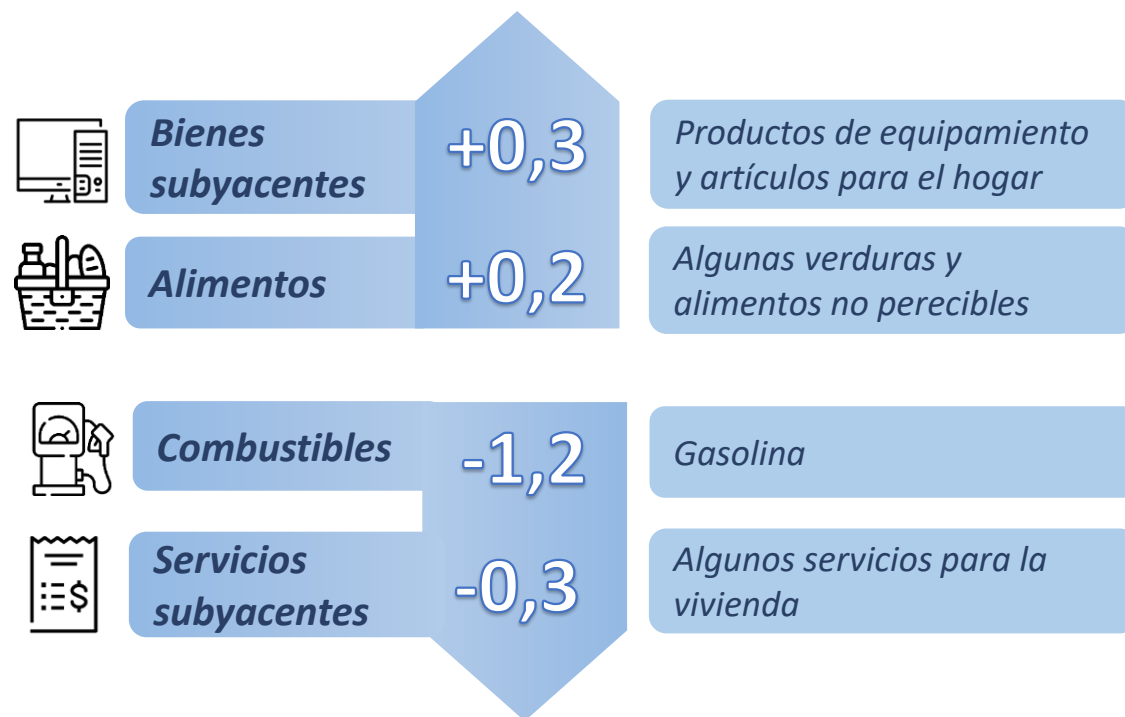 Bienes
subyacentes
+0,3
Productos de equipamiento
y artículos para el hogar
Alimentos
+0,2
Algunas verduras y
alimentos no perecibles
Combustibles
-1,2
Gasolina
Servicios
subyacentes
-0,3
Algunos servicios para la
vivienda
$